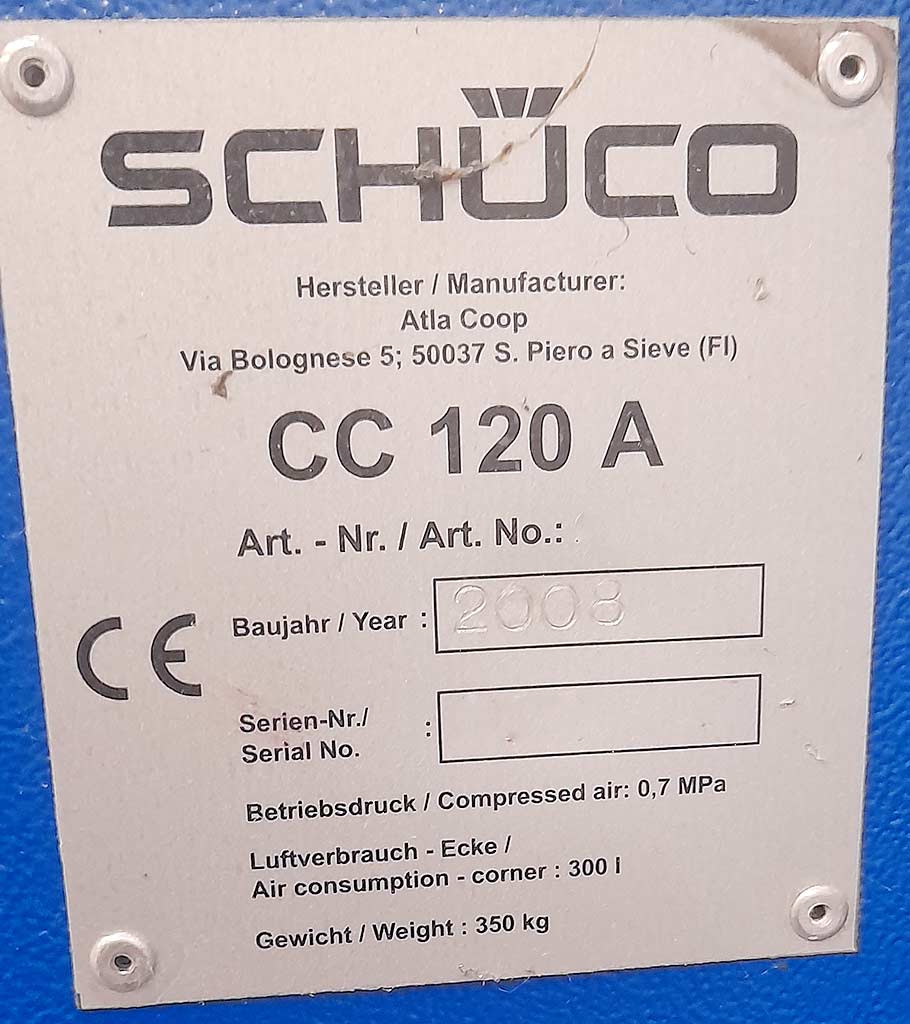 SCHÜCO
Hersteller / Manufacturer:
Atla Coop
Via Bolognese 5; 50037 S. Piero a Sieve (FI)
CC 120 A
Art. - Nr. / Art. No.:
CE
Baujahr / Year : 2008
Serien-Nr./
Serial No. :
Betriebsdruck / Compressed air: 0,7 MPa
Luftverbrauch - Ecke /
Air consumption - corner : 300 l
Gewicht / Weight : 350 kg